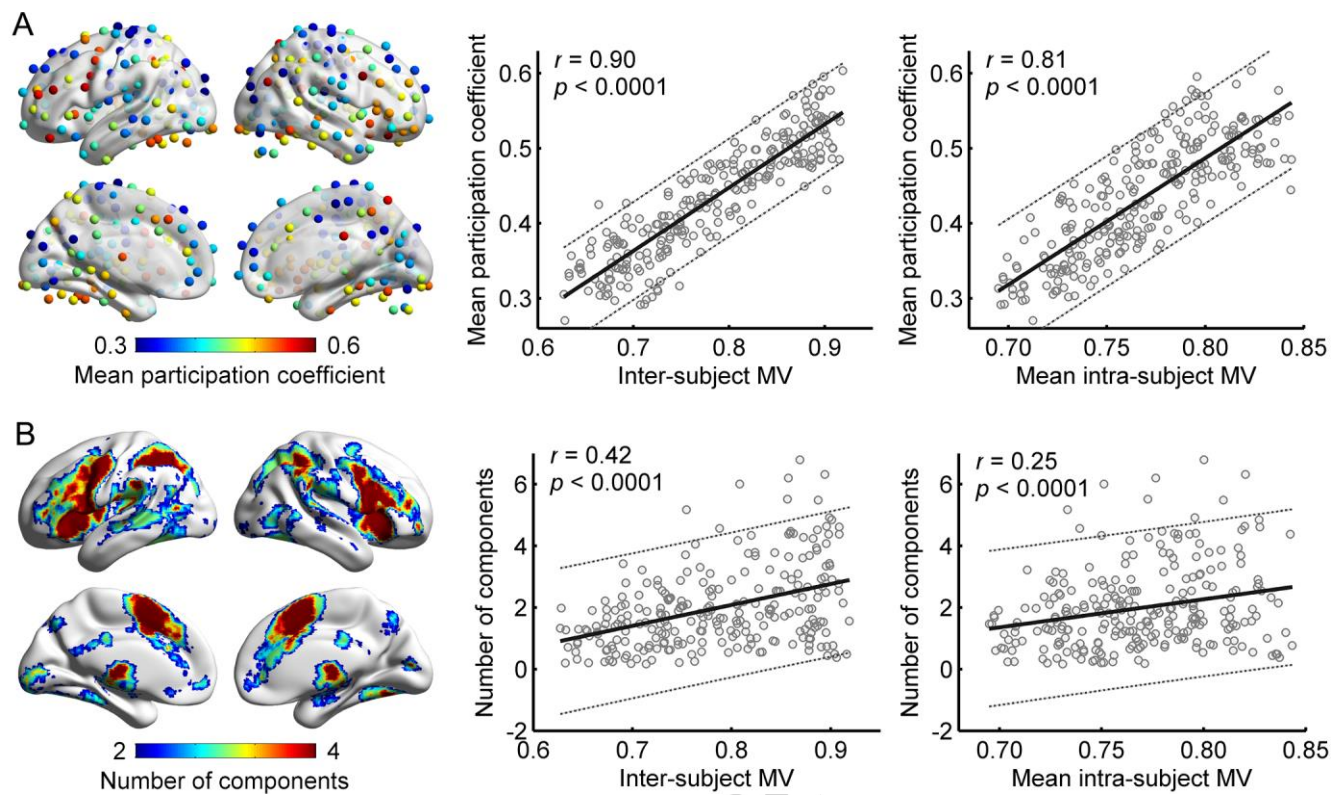 A
0.3 0.6
Mean participation coefficient
Mean participation coefficient
r = 0.90
p < 0.0001
0.6
0.5
0.4
0.3
0.6 0.7 0.8 0.9
Inter-subject MV
Mean participation coefficient
r = 0.81
p < 0.0001
0.6
0.5
0.4
0.3
0.70 0.75 0.80 0.85
Mean intra-subject MV
B
2 4
Number of components
Number of components
r = 0.42
p < 0.0001
6
4
2
0
-2
0.6 0.7 0.8 0.9
Inter-subject MV
Number of components
r = 0.25
p < 0.0001
6
4
2
0
-2
0.70 0.75 0.80 0.85
Mean intra-subject MV